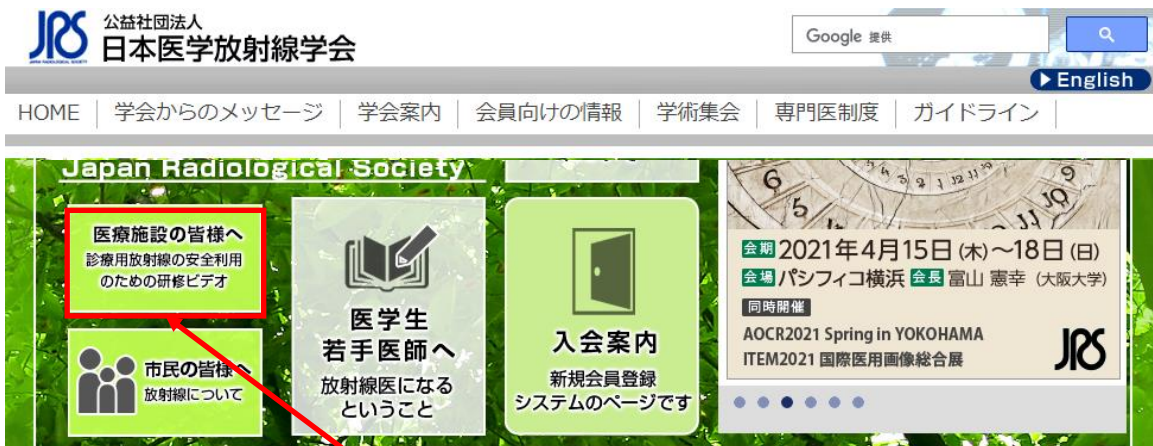 JRS
JAPAN RADIOLOGICAL SOCIETY
公益社団法人
日本医学放射線学会
Google 提供
English
HOME
学会からのメッセージ
学会案内
会員向けの情報
学術集会
専門医制度
ガイドライン
Japan Radiological Society
医療施設の皆様へ
診療用放射線の安全利用
のための研修ビデオ
市民の皆様へ
放射線について
医学生
若手医師へ
放射線医になる
ということ
入会案内
新規会員登録
システムのページです
会期 2021年4月15日(木)～18日(日)
会場 パシフィコ横浜 会長 富山 憲幸 (大阪大学)
同時開催
AOCR2021 Spring in YOKOHAMA
ITEM2021 国際医用画像総合展
JRS